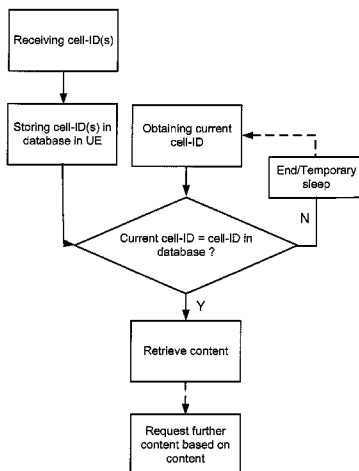 Receiving cell-ID(s)
Storing cell-ID(s) in
database in UE
Obtaining current
cell-ID
End/Temporary
sleep
N
Current cell-ID = cell-ID in
database ?
Y
Retrieve content
Request further
content based on
content